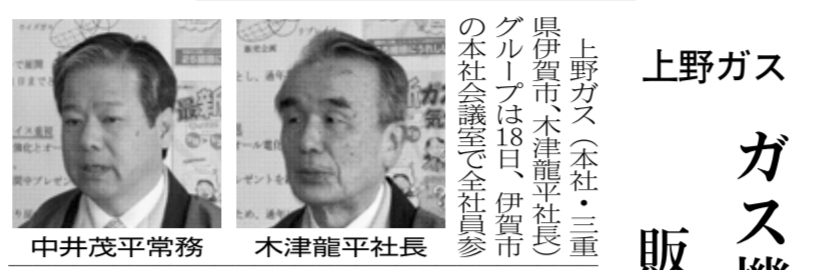 上野ガス
ガス機
販
上野ガス（本社・三重
県伊賀市、木津龍平社長）
グループは18日、伊賀市
の本社会議室で全社員参
木津龍平社長
中井茂平常務
最新